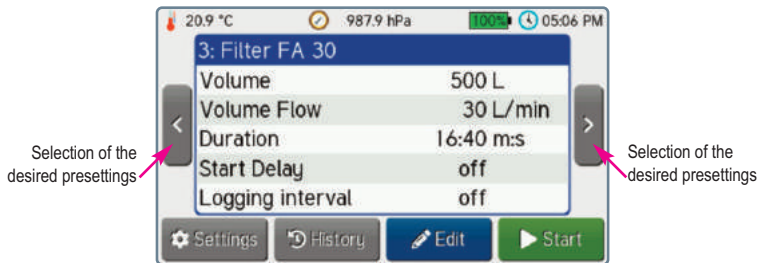 20.9 °C 987.9 hPa 100% 05:06 PM
3: Filter FA 30
Volume 500 L
Volume Flow 30 L/min
Duration 16:40 m:s
Start Delay off
Logging interval off
< >
Selection of the
desired presettings
Selection of the
desired presettings
Settings History Edit Start